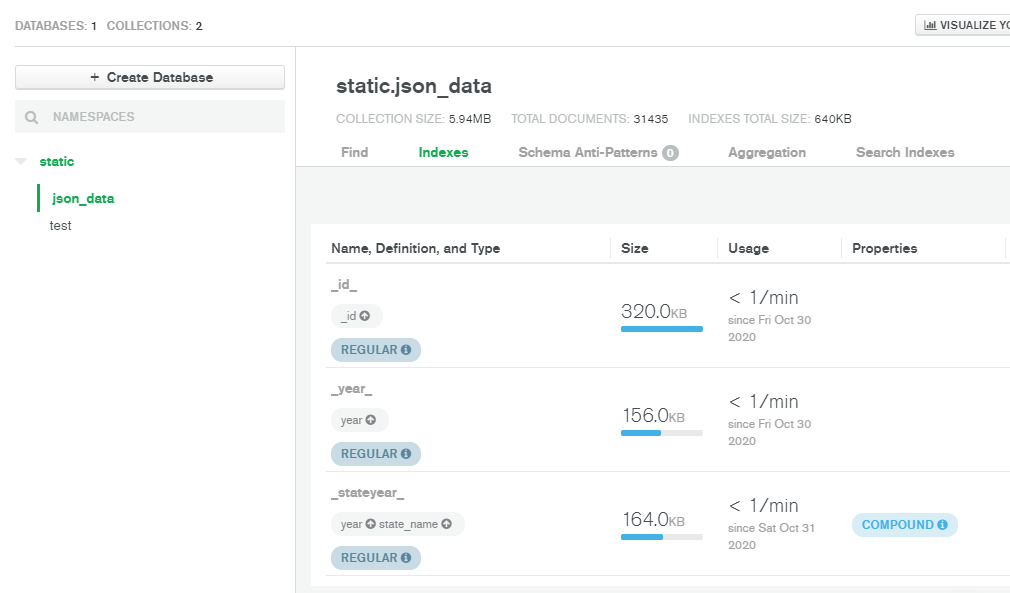 DATABASES: 1 COLLECTIONS: 2
VISUALIZE YO
+ Create Database
NAMESPACES
static
json_data
test
static.json_data
COLLECTION SIZE: 5.94MB TOTAL DOCUMENTS: 31435 INDEXES TOTAL SIZE: 640KB
Find Indexes Schema Anti-Patterns 0 Aggregation Search Indexes
Name, Definition, and Type Size Usage Properties
_id_
_id
REGULAR
320.0KB
< 1/min
since Fri Oct 30
2020
_year_
year
REGULAR
156.0KB
< 1/min
since Fri Oct 30
2020
_stateyear_
year state_name
REGULAR
164.0KB
< 1/min
since Sat Oct 31
2020
COMPOUND